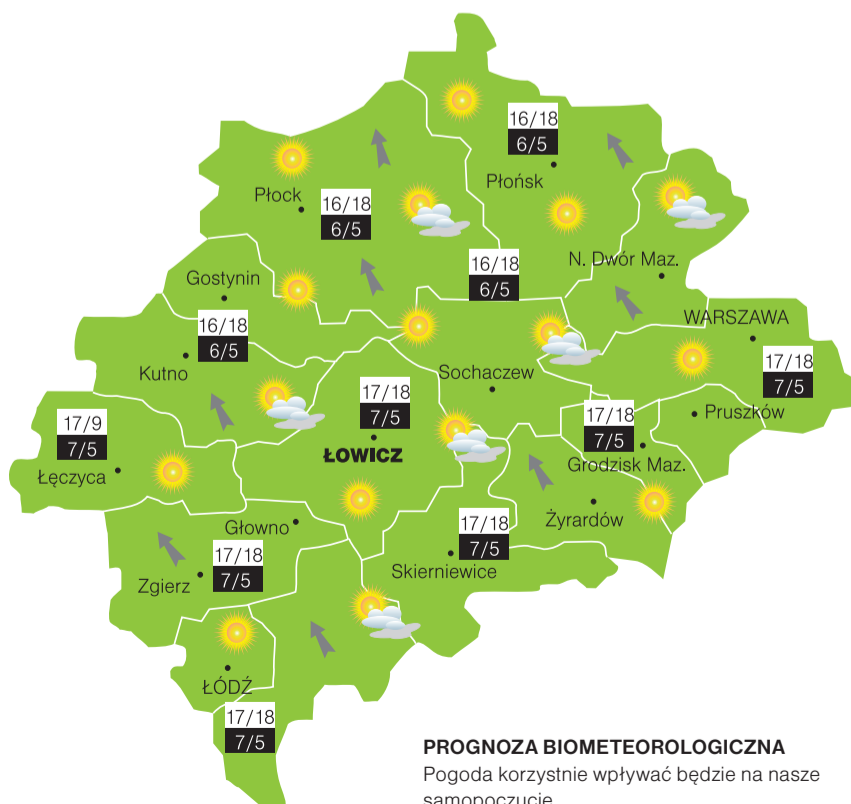 16/18
6/5
Płońsk
Płock
16/18
6/5
16/18
6/5
N. Dwór Maz.
Gostynin
16/18
6/5
Kutno
WARSZAWA
17/18
7/5
Sochaczew
17/18
7/5
ŁOWICZ
17/18
7/5
Pruszków
Grodzisk Maz.
17/9
7/5
Łęczyca
Żyrardów
Głowno
17/18
7/5
Skierniewice
17/18
7/5
Zgierz
ŁÓDŹ
17/18
7/5
PROGNOZA BIOMETEOROLOGICZNA
Pogoda korzystnie wpływać będzie na nasze
samopoczucie